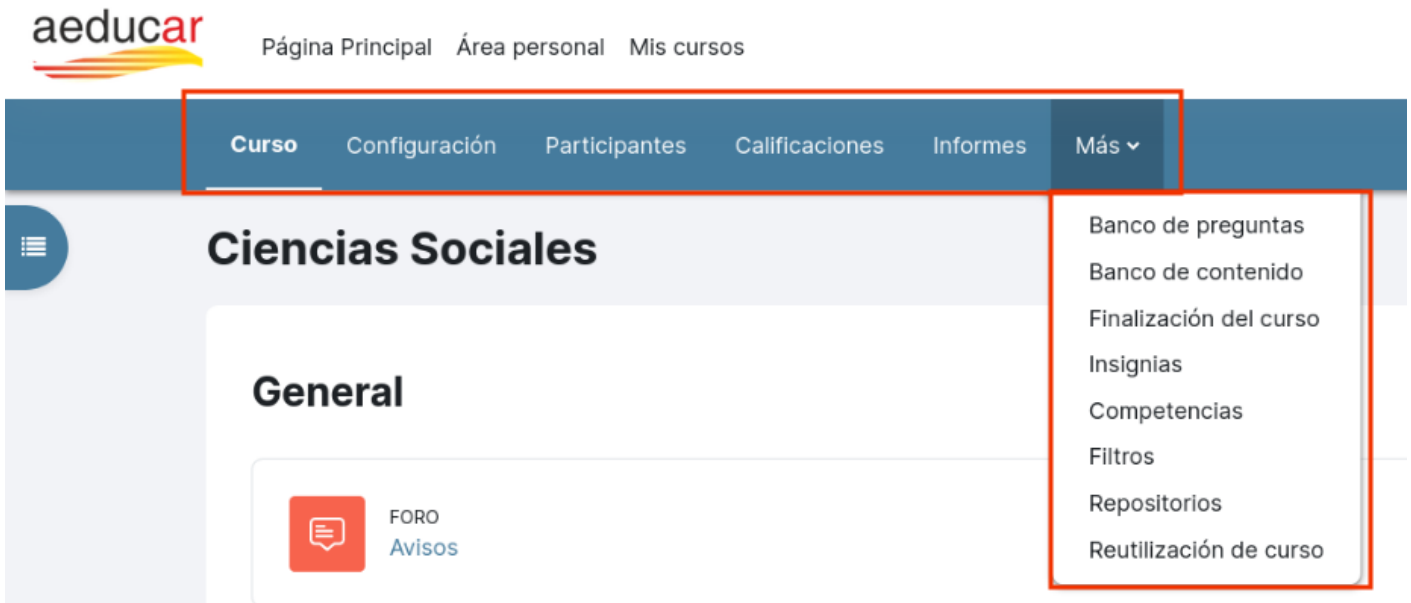 aeducar
Página Principal Área personal Mis cursos
Curso Configuración Participantes Calificaciones Informes Más
Ciencias Sociales
Banco de preguntas
Banco de contenido
Finalización del curso
Insignias
Competencias
Filtros
Repositorios
Reutilización de curso
General
FORO
Avisos